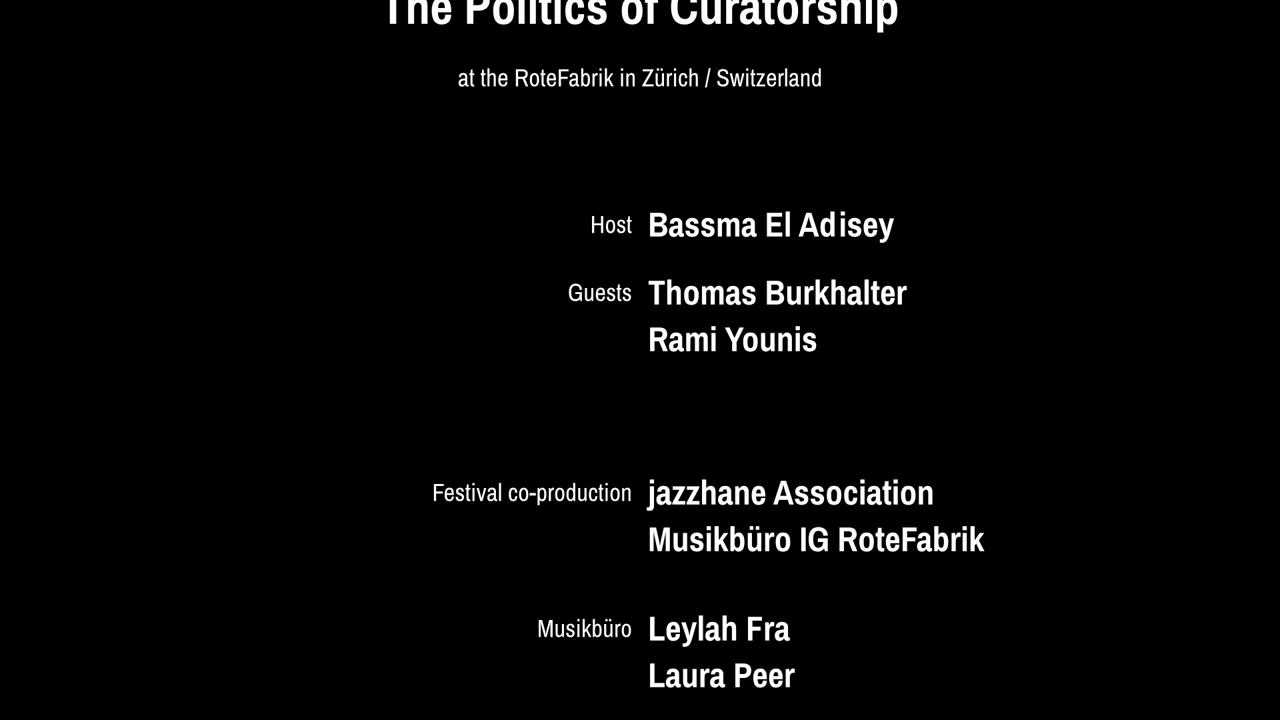 The Politics of Curatorship
at the RoteFabrik in Zürich / Switzerland
Host Bassma El Adisey
Guests Thomas Burkhalter
Rami Younis
Festival co-production jazzhane Association
Musikbüro IG RoteFabrik
Musikbüro Leylah Fra
Laura Peer